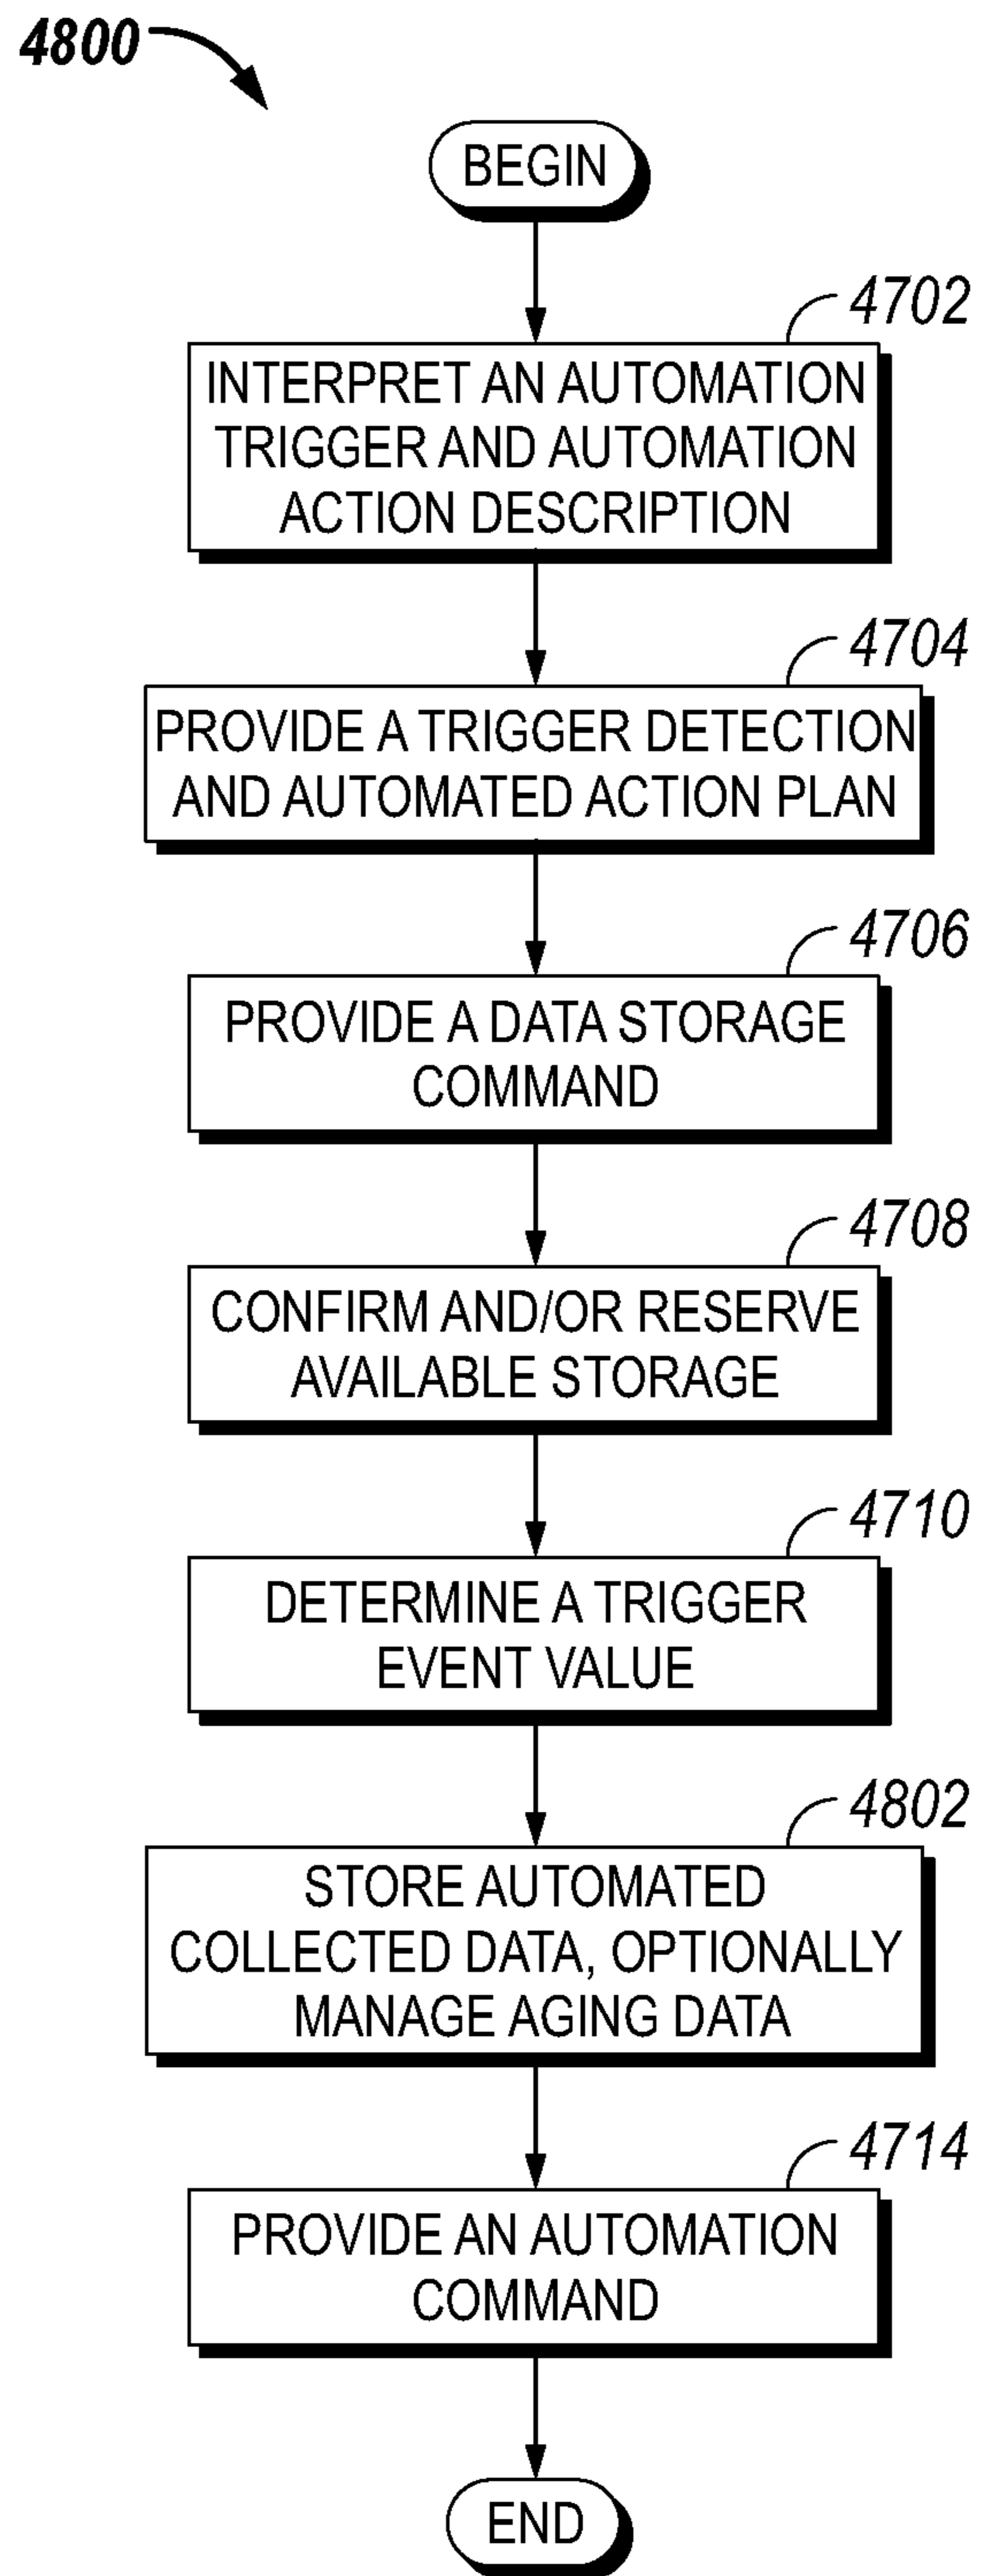 4800
BEGIN
4702
INTERPRET AN AUTOMATION
TRIGGER AND AUTOMATION
ACTION DESCRIPTION
4704
PROVIDE A TRIGGER DETECTION
AND AUTOMATED ACTION PLAN
4706
PROVIDE A DATA STORAGE
COMMAND
4708
CONFIRM AND/OR RESERVE
AVAILABLE STORAGE
4710
DETERMINE A TRIGGER
EVENT VALUE
4802
STORE AUTOMATED
COLLECTED DATA, OPTIONALLY
MANAGE AGING DATA
4714
PROVIDE AN AUTOMATION
COMMAND
END